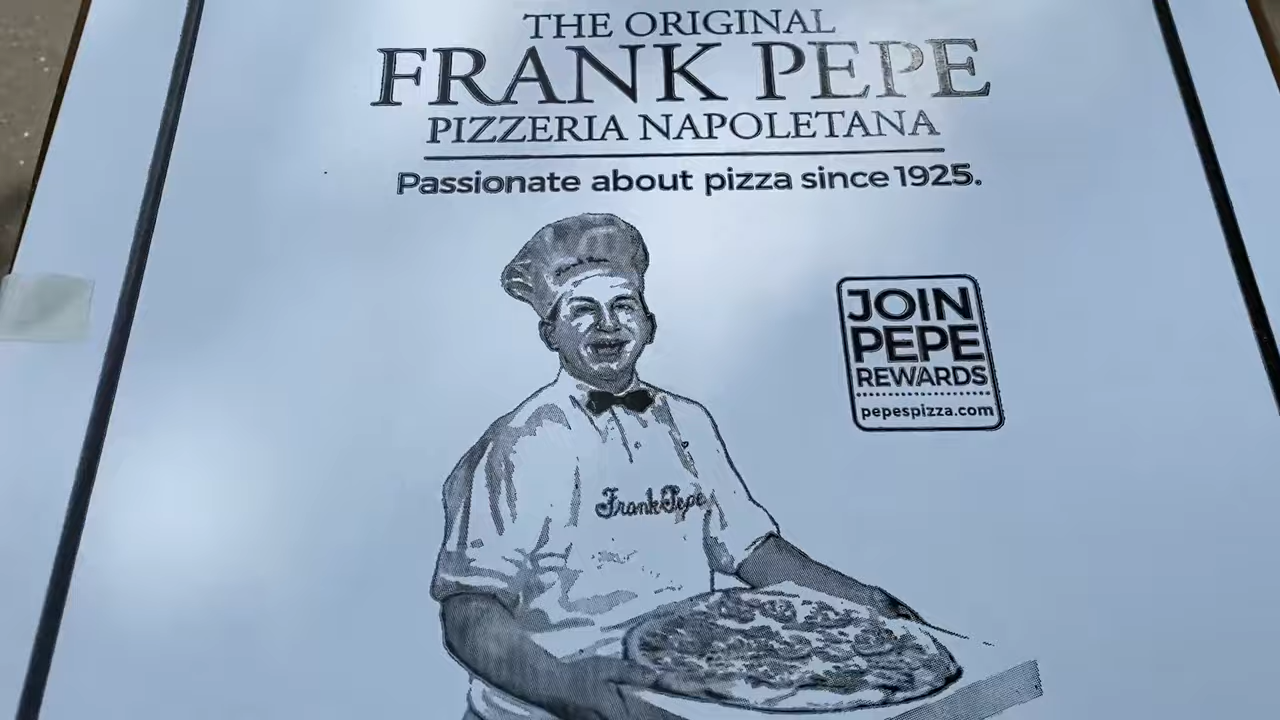 THE ORIGINAL
FRANK PEPE
PIZZERIA NAPOLETANA
Passionate about pizza since 1925.
JOIN
PEPE
REWARDS
pepespizza.com
Frank Pepe